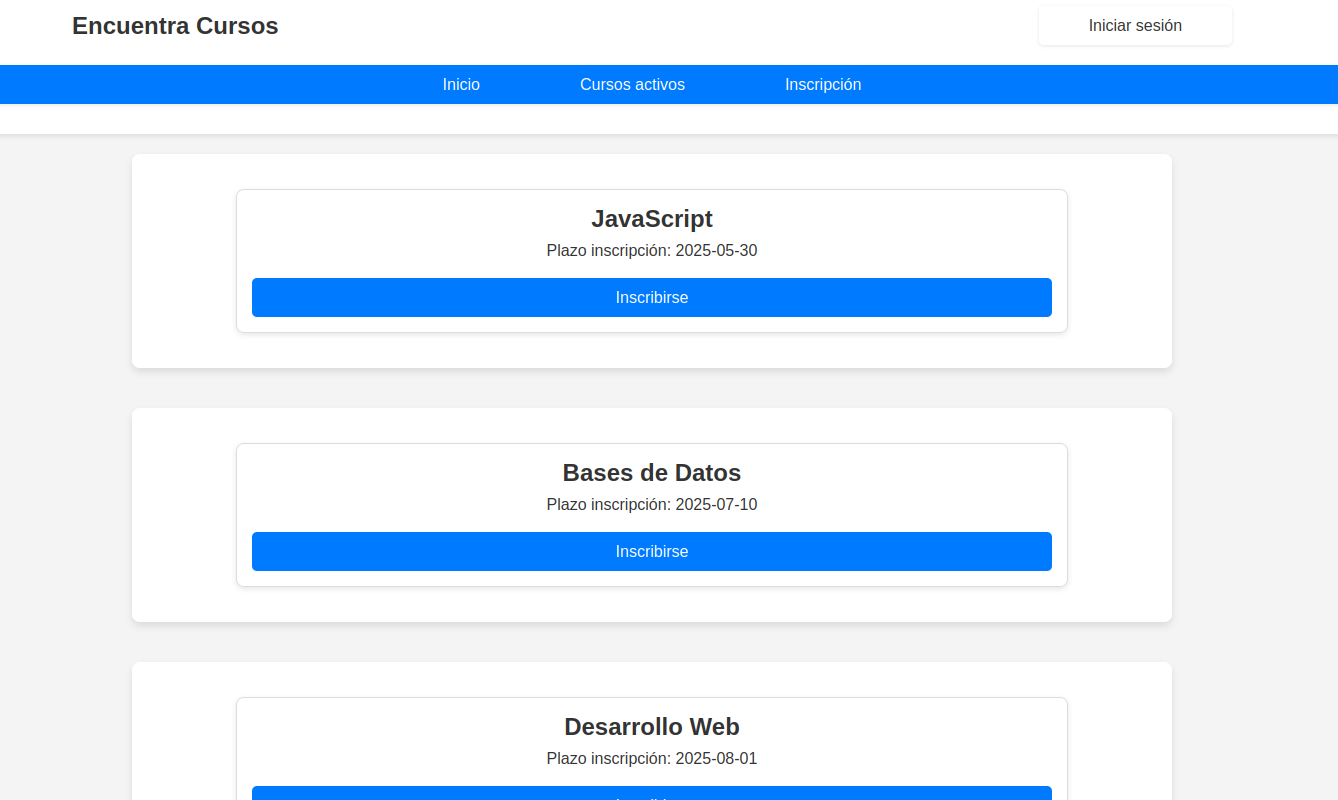 Encuentra Cursos
Iniciar sesión
Inicio Cursos activos Inscripción
JavaScript
Plazo inscripción: 2025-05-30
Inscribirse
Bases de Datos
Plazo inscripción: 2025-07-10
Inscribirse
Desarrollo Web
Plazo inscripción: 2025-08-01